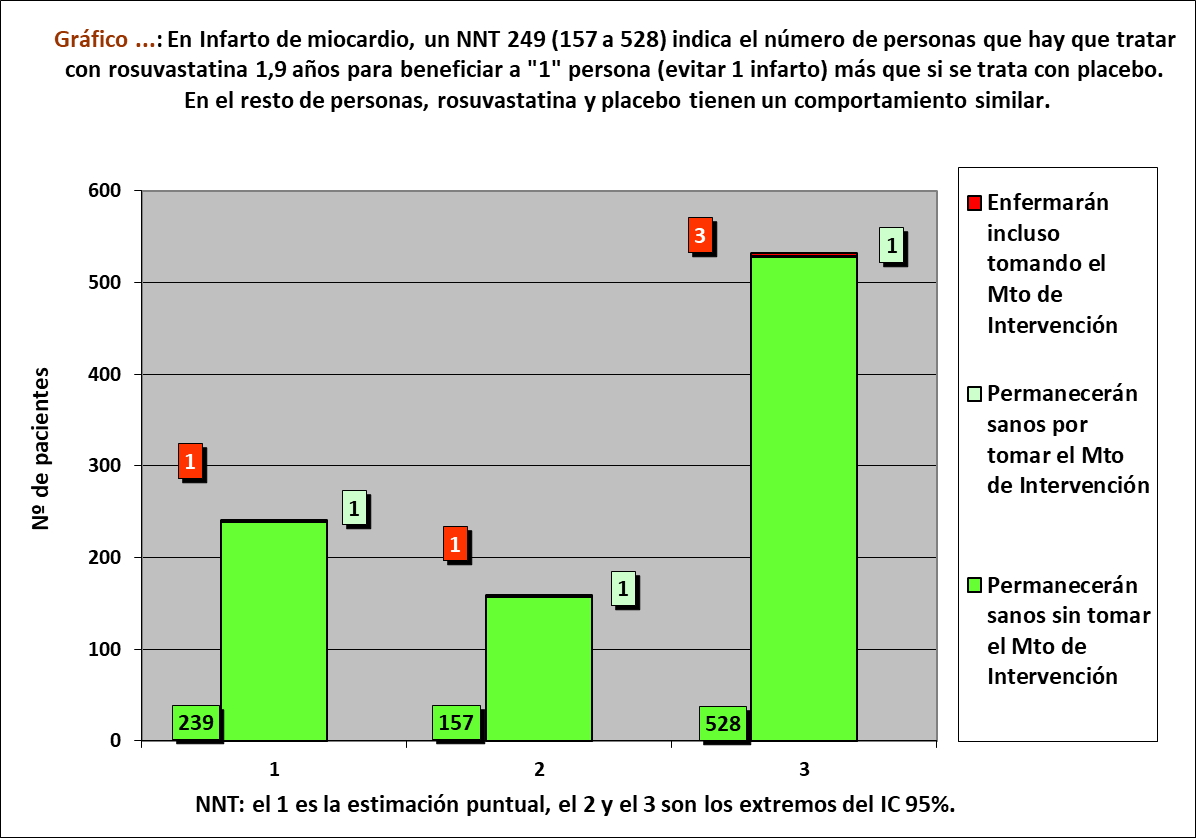 Gráfico ...: En Infarto de miocardio, un NNT 249 (157 a 528) indica el número de personas que hay que tratar
con rosuvastatina 1,9 años para beneficiar a "1" persona (evitar 1 infarto) más que si se trata con placebo.
En el resto de personas, rosuvastatina y placebo tienen un comportamiento similar.
Nº de pacientes
600
500
400
300
200
100
0
1
1
239
1
1
157
3
1
528
1
2
3
NNT: el 1 es la estimación puntual, el 2 y el 3 son los extremos del IC 95%.
Enfermarán
incluso
tomando el
Mto de
Intervención
Permanecerán
sanos por
tomar el Mto
de Intervención
Permanecerán
sanos sin tomar
el Mto de
Intervención